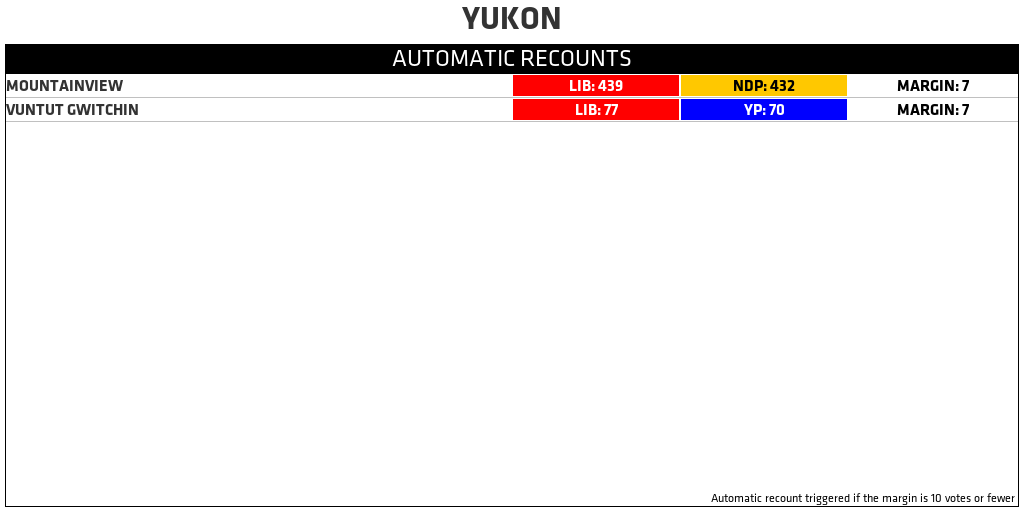 YUKON
AUTOMATIC RECOUNTS
MOUNTAINVIEW LIB: 439 NDP: 432 MARGIN: 7
VUNTUT GWITCHIN LIB: 77 YP: 70 MARGIN: 7
Automatic recount triggered if the margin is 10 votes or fewer